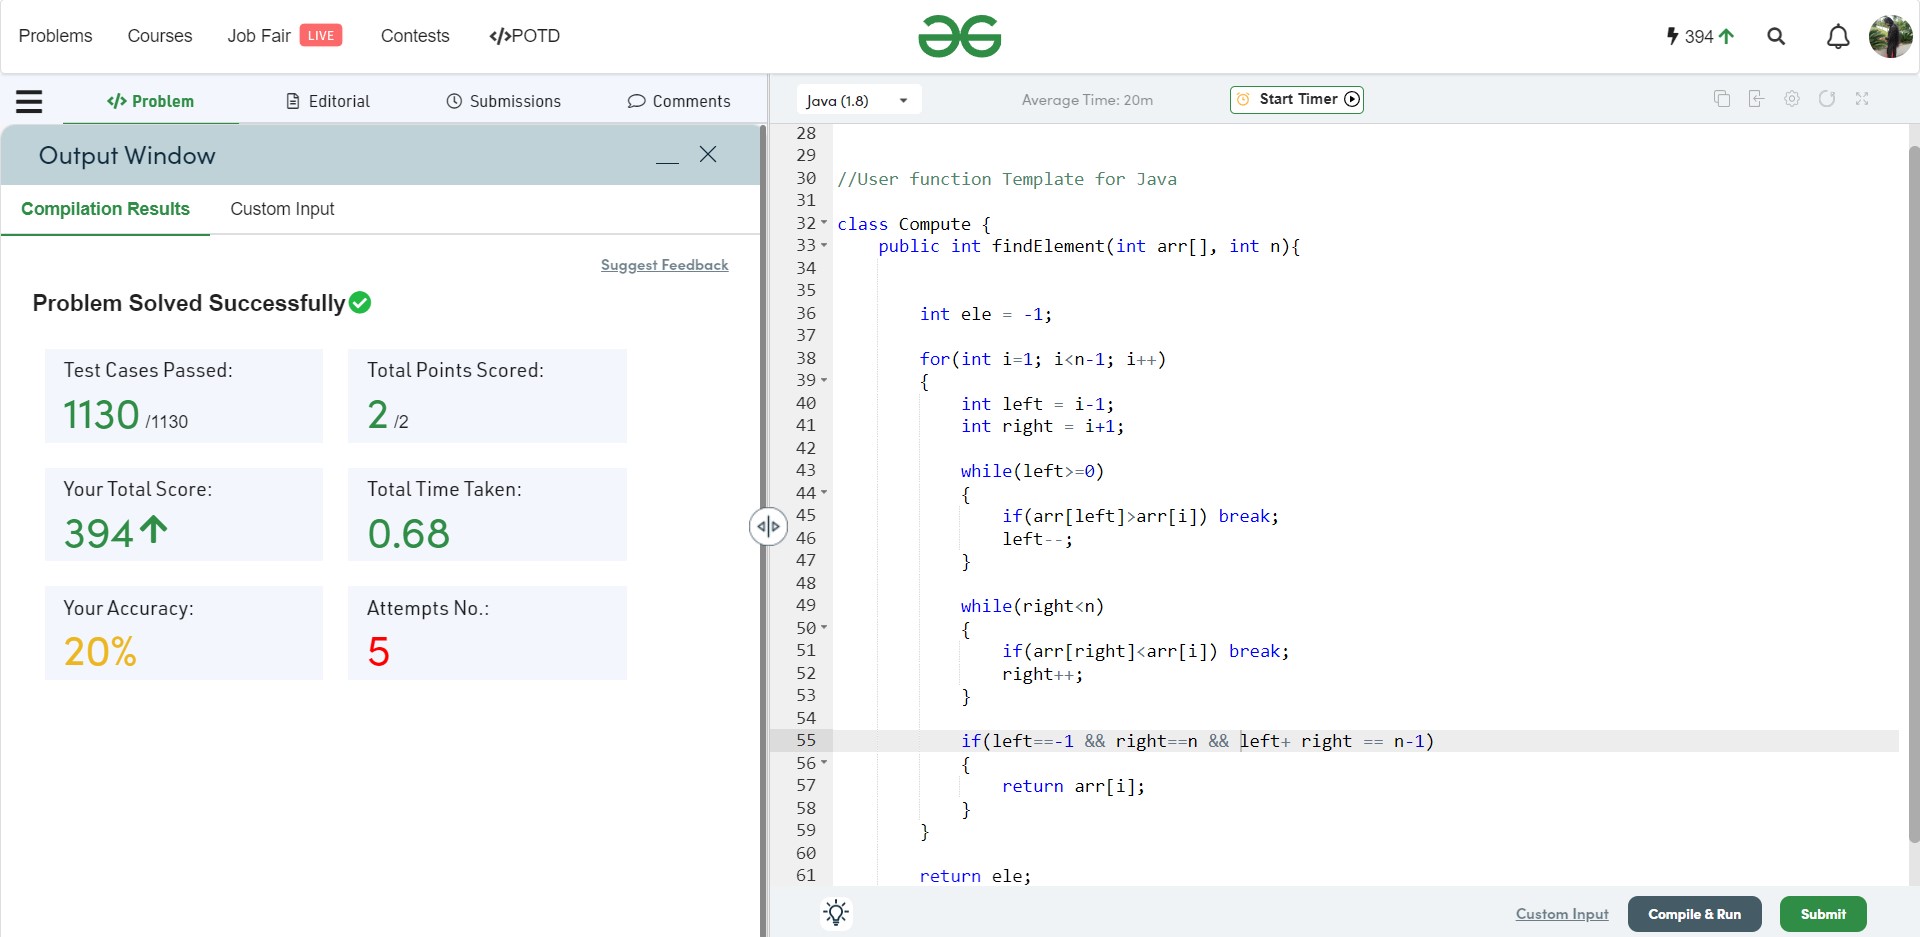 Problems Courses Job Fair LIVE Contests </>POTD
394
</> Problem Editorial Submissions Comments
Output Window
Compilation Results Custom Input
Suggest Feedback
Problem Solved Successfully
Test Cases Passed:
1130 /1130
Total Points Scored:
2 /2
Your Total Score:
394
Total Time Taken:
0.68
Your Accuracy:
20%
Attempts No.:
5
Java (1.8) Average Time: 20m Start Timer
28
29
30 //User function Template for Java
31
32 class Compute {
33 public int findElement(int arr[], int n){
34
35
36 int ele = -1;
37
38 for(int i=1; i<n-1; i++)
39 {
40 int left = i-1;
41 int right = i+1;
42
43 while(left>=0)
44 {
45 if(arr[left]>arr[i]) break;
46 left--;
47 }
48
49 while(right<n)
50 {
51 if(arr[right]<arr[i]) break;
52 right++;
53 }
54
55 if(left==-1 && right==n && left+ right == n-1)
56 {
57 return arr[i];
58 }
59 }
60
61 return ele;
Custom Input Compile & Run Submit